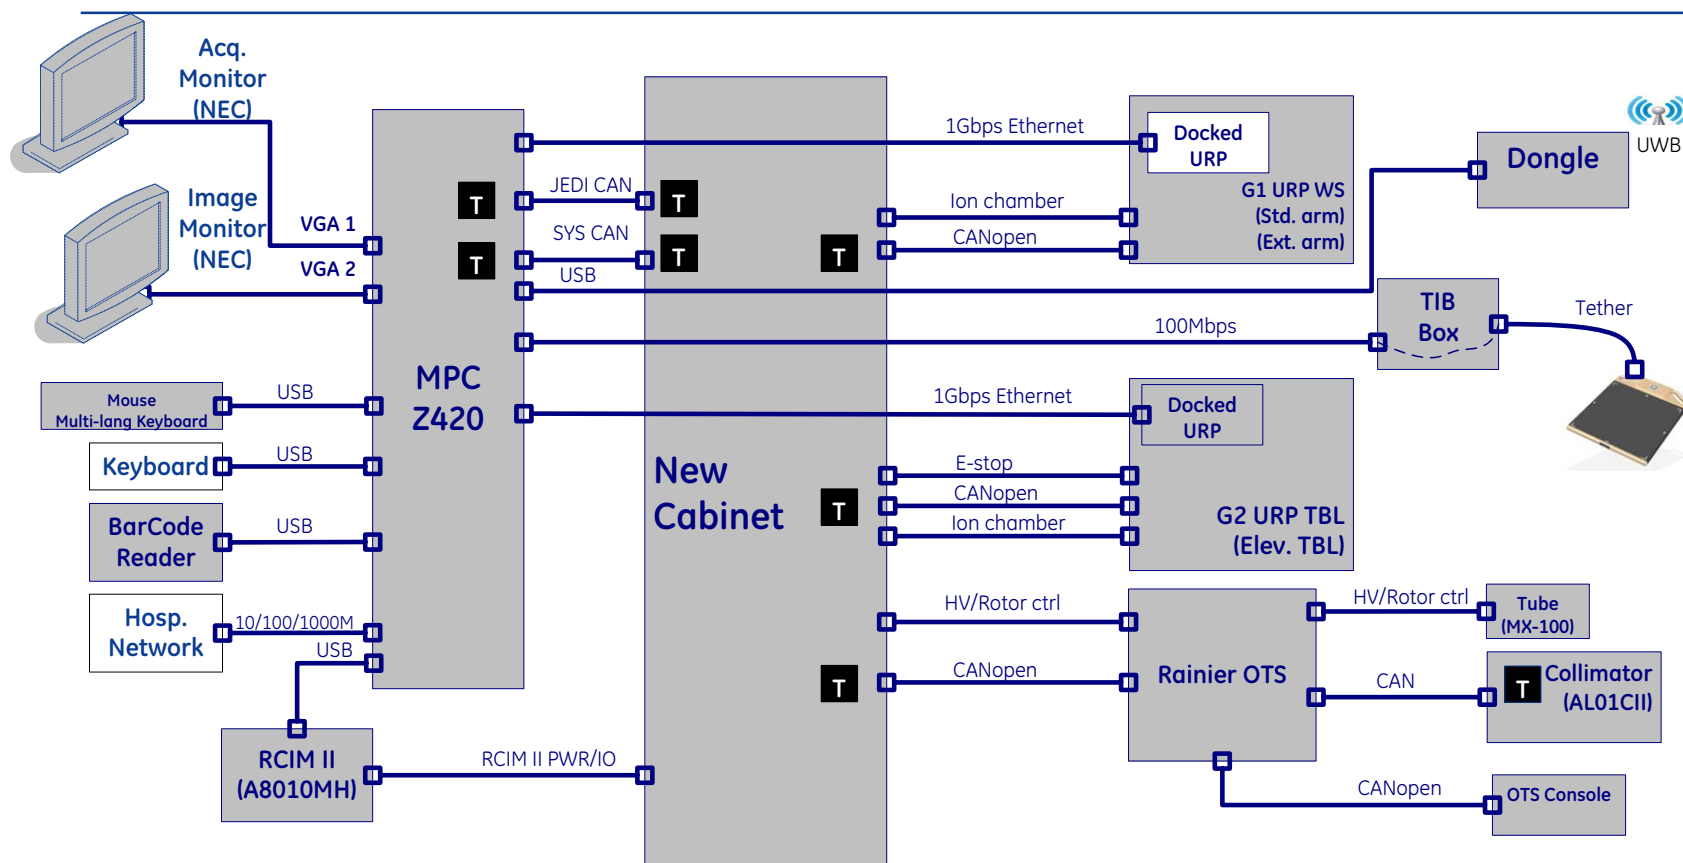 Acq.
Monitor
(NEC)
Image
Monitor
(NEC)
VGA 1
VGA 2
Mouse
Multi-lang Keyboard
USB
Keyboard
USB
BarCode
Reader
USB
Hosp.
Network
10/100/1000M
USB
RCIM II
(A8010MH)
RCIM II PWR/IO
MPC
Z420
T
T
JEDI CAN
SYS CAN
USB
T
T
New
Cabinet
T
T
T
1Gbps Ethernet
Ion chamber
CANopen
Docked
URP
G1 URP WS
(Std. arm)
(Ext. arm)
UWB
Dongle
100Mbps
TIB
Box
Tether
1Gbps Ethernet
E-stop
CANopen
Ion chamber
Docked
URP
G2 URP TBL
(Elev. TBL)
HV/Rotor ctrl
CANopen
Rainier OTS
HV/Rotor ctrl
Tube
(MX-100)
CAN
T
Collimator
(AL01CII)
CANopen
OTS Console